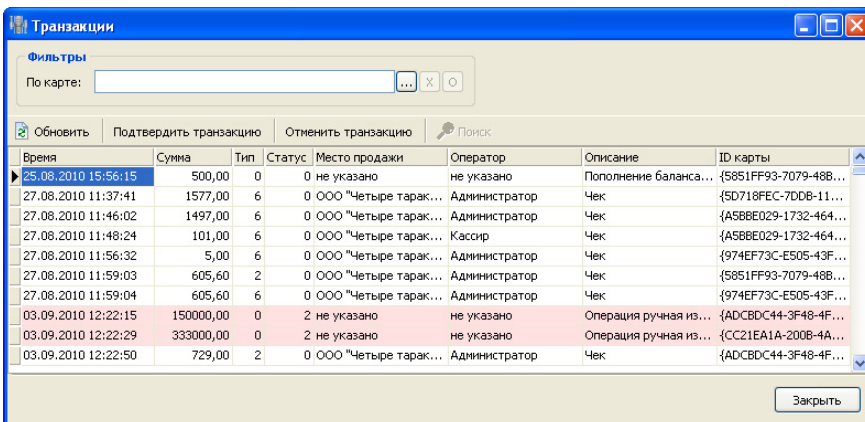 Транзакции
Фильтры
По карте: ... X O
Обновить Подтвердить транзакцию Отменить транзакцию Поиск
Время Сумма Тип Статус Место продажи Оператор Описание ID карты
25.08.2010 15:56:15 500,00 0 0 не указано не указано Пополнение баланса... {5851FF93-7079-48B...
27.08.2010 11:37:41 1577,00 6 0 ООО "Четыре тарак... Администратор Чек {5D718FEC-7DDB-11...
27.08.2010 11:46:02 1497,00 6 0 ООО "Четыре тарак... Администратор Чек {A5BBE029-1732-464...
27.08.2010 11:48:24 101,00 6 0 ООО "Четыре тарак... Кассир Чек {A5BBE029-1732-464...
27.08.2010 11:56:32 5,00 6 0 ООО "Четыре тарак... Администратор Чек {974EF73C-E505-43F...
27.08.2010 11:59:03 605,60 2 0 ООО "Четыре тарак... Администратор Чек {5851FF93-7079-48B...
27.08.2010 11:59:04 605,60 6 0 ООО "Четыре тарак... Администратор Чек {974EF73C-E505-43F...
03.09.2010 12:22:15 150000,00 0 2 не указано не указано Операция ручная из... {ADCBDC44-3F48-4F...
03.09.2010 12:22:29 333000,00 0 2 не указано не указано Операция ручная из... {CC21EA1A-200B-4A...
03.09.2010 12:22:50 729,00 2 0 ООО "Четыре тарак... Администратор Чек {ADCBDC44-3F48-4F...
Закрыть